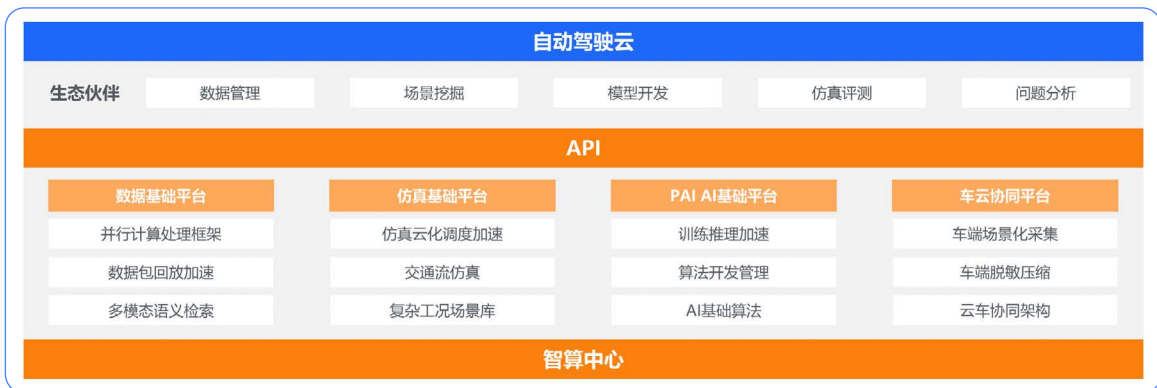 自动驾驶云
生态伙伴 数据管理 场景挖掘 模型开发 仿真评测 问题分析
API
数据基础平台 仿真基础平台 PAI AI基础平台 车云协同平台
并行计算处理框架 仿真云化调度加速 训练推理加速 车端场景化采集
数据包回放加速 交通流仿真 算法开发管理 车端脱敏压缩
多模态语义检索 复杂工况场景库 AI基础算法 云车协同架构
智算中心